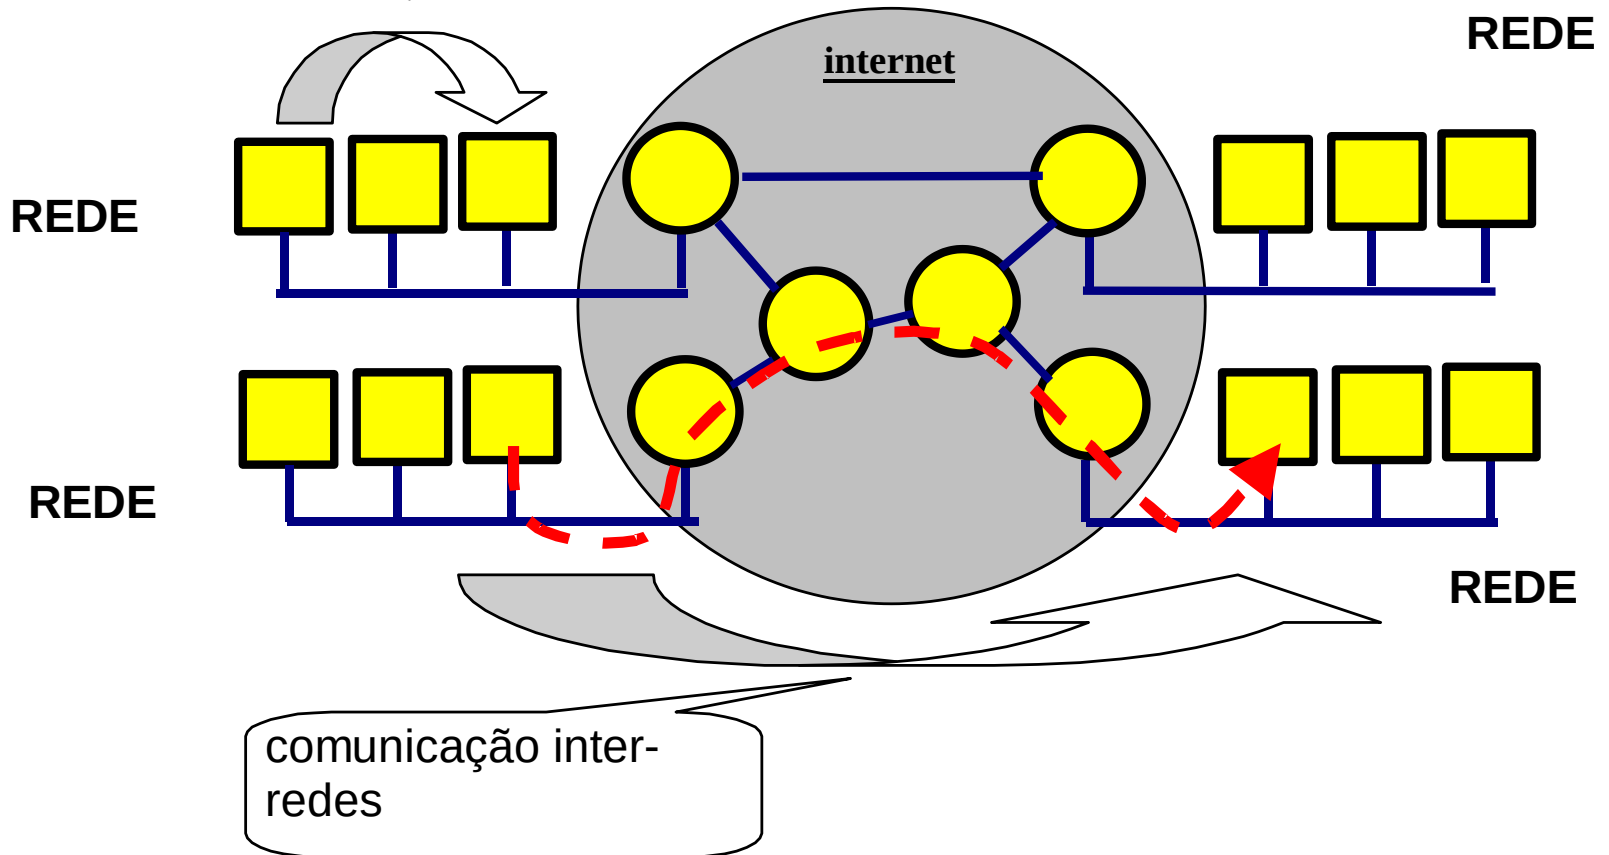 REDE
internet
REDE
REDE
REDE
comunicação inter-
redes